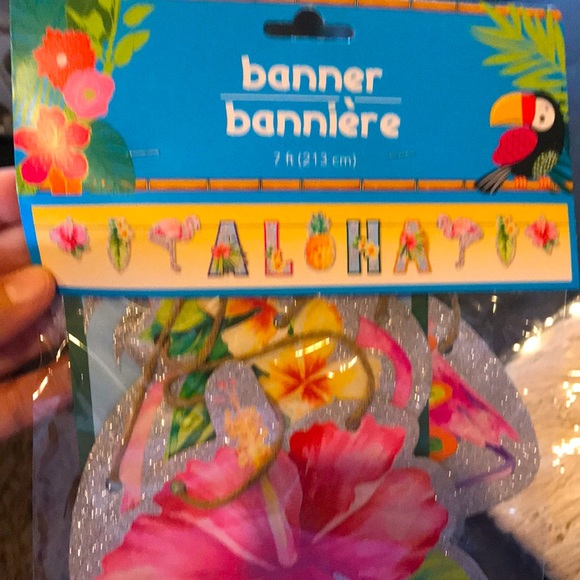 banner
bannière
7 ft (213 cm)
ALOHA